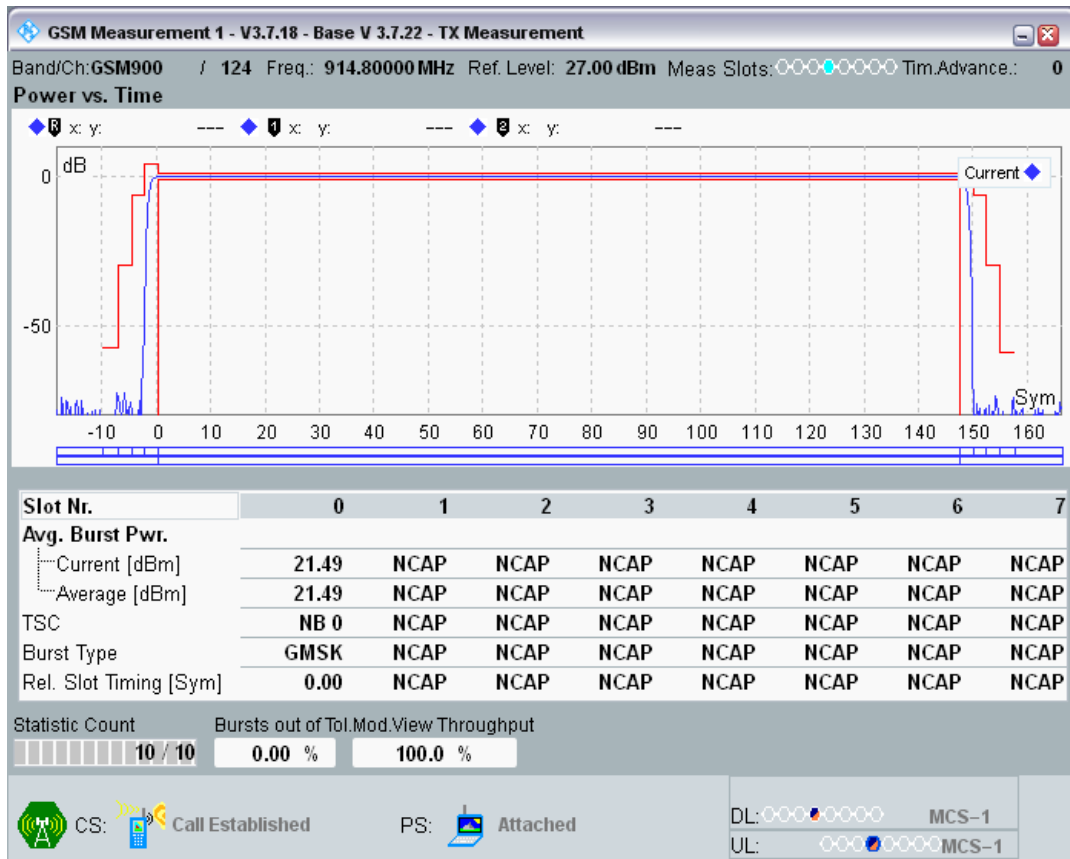 GSM Measurement 1 - V3.7.18 - Base V 3.7.22 - TX Measurement
Band/Ch:GSM900 / 124 Freq.: 914.80000 MHz Ref. Level: 27.00 dBm Meas Slots: Tim.Advance.: 0
Power vs. Time
R x: y: --- 1 x: y: --- 2 x: y: ---
dB
0
Current
-50
Sym
-10 0 10 20 30 40 50 60 70 80 90 100 110 120 130 140 150 160
Slot Nr. 0 1 2 3 4 5 6 7
Avg. Burst Pwr.
Current [dBm] 21.49 NCAP NCAP NCAP NCAP NCAP NCAP NCAP
Average [dBm] 21.49 NCAP NCAP NCAP NCAP NCAP NCAP NCAP
TSC NB 0 NCAP NCAP NCAP NCAP NCAP NCAP NCAP
Burst Type GMSK NCAP NCAP NCAP NCAP NCAP NCAP NCAP
Rel. Slot Timing [Sym] 0.00 NCAP NCAP NCAP NCAP NCAP NCAP NCAP
Statistic Count Bursts out of Tol. Mod.View Throughput
10 / 10 0.00 % 100.0 %
CS: Call Established PS: Attached DL: MCS-1
UL: MCS-1